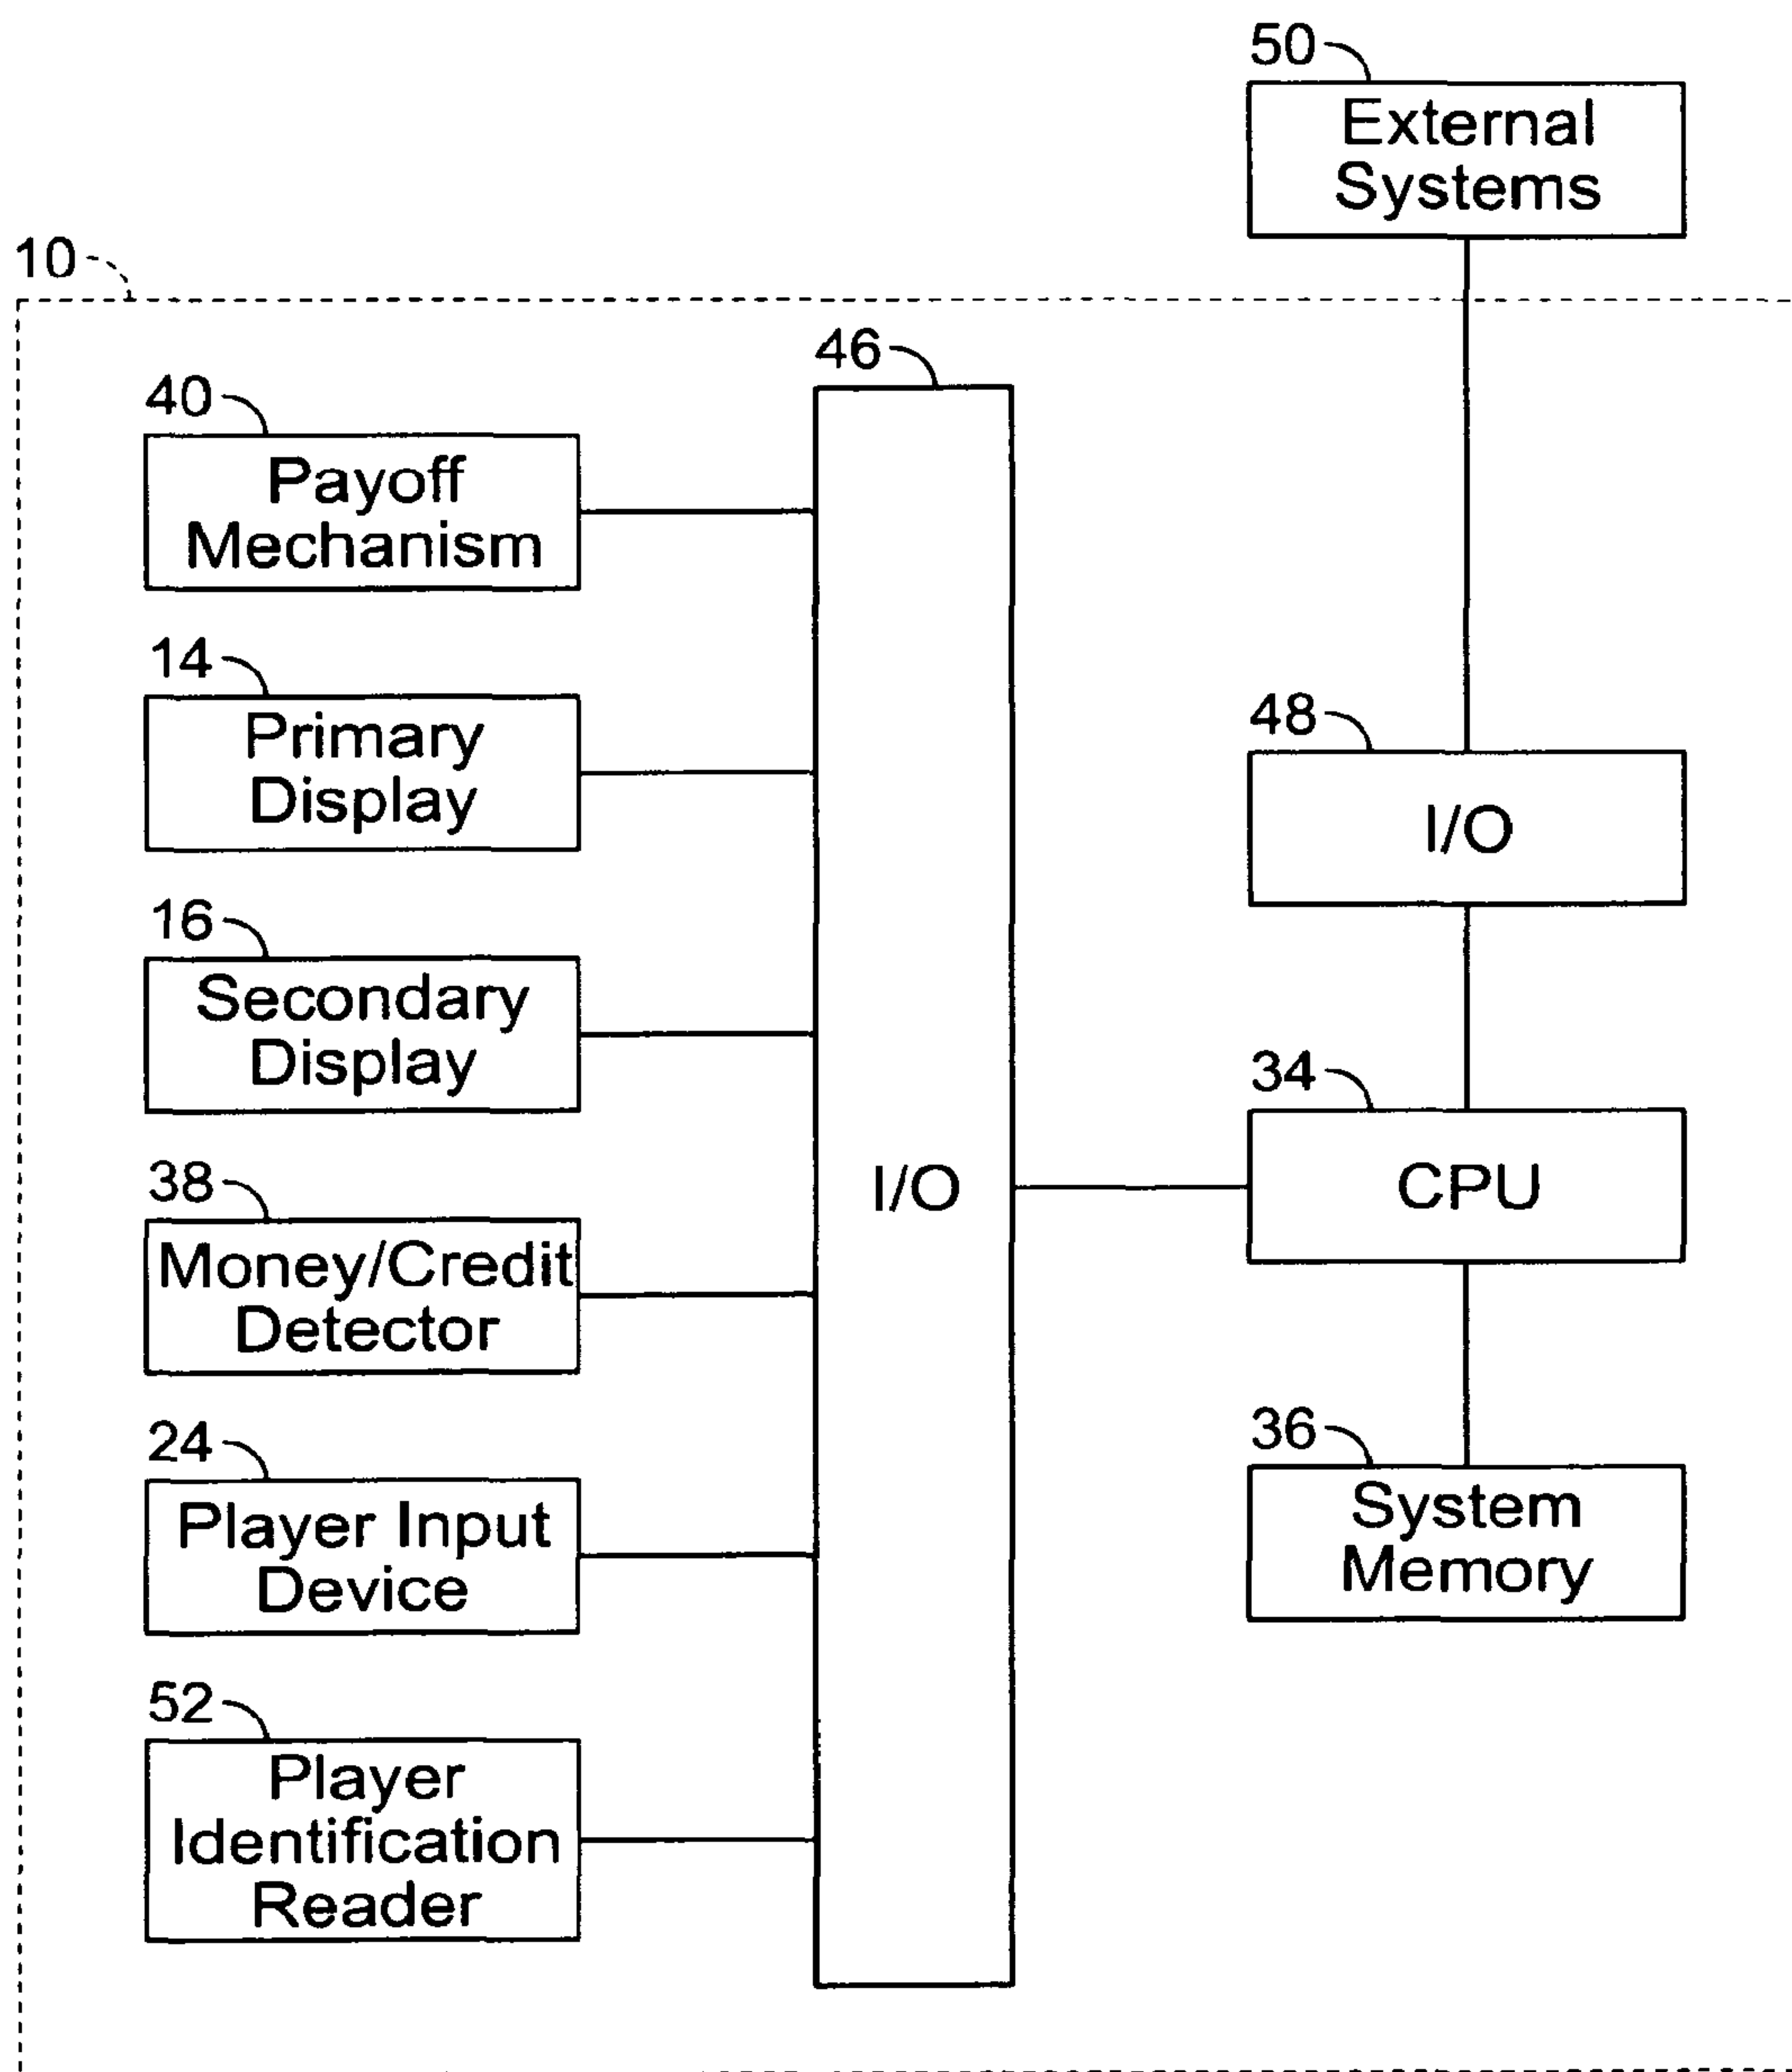 50
External
Systems
10
46
40
Payoff
Mechanism
14
Primary
Display
48
I/O
16
Secondary
Display
34
CPU
38
Money/Credit
Detector
I/O
24
Player Input
Device
36
System
Memory
52
Player
Identification
Reader